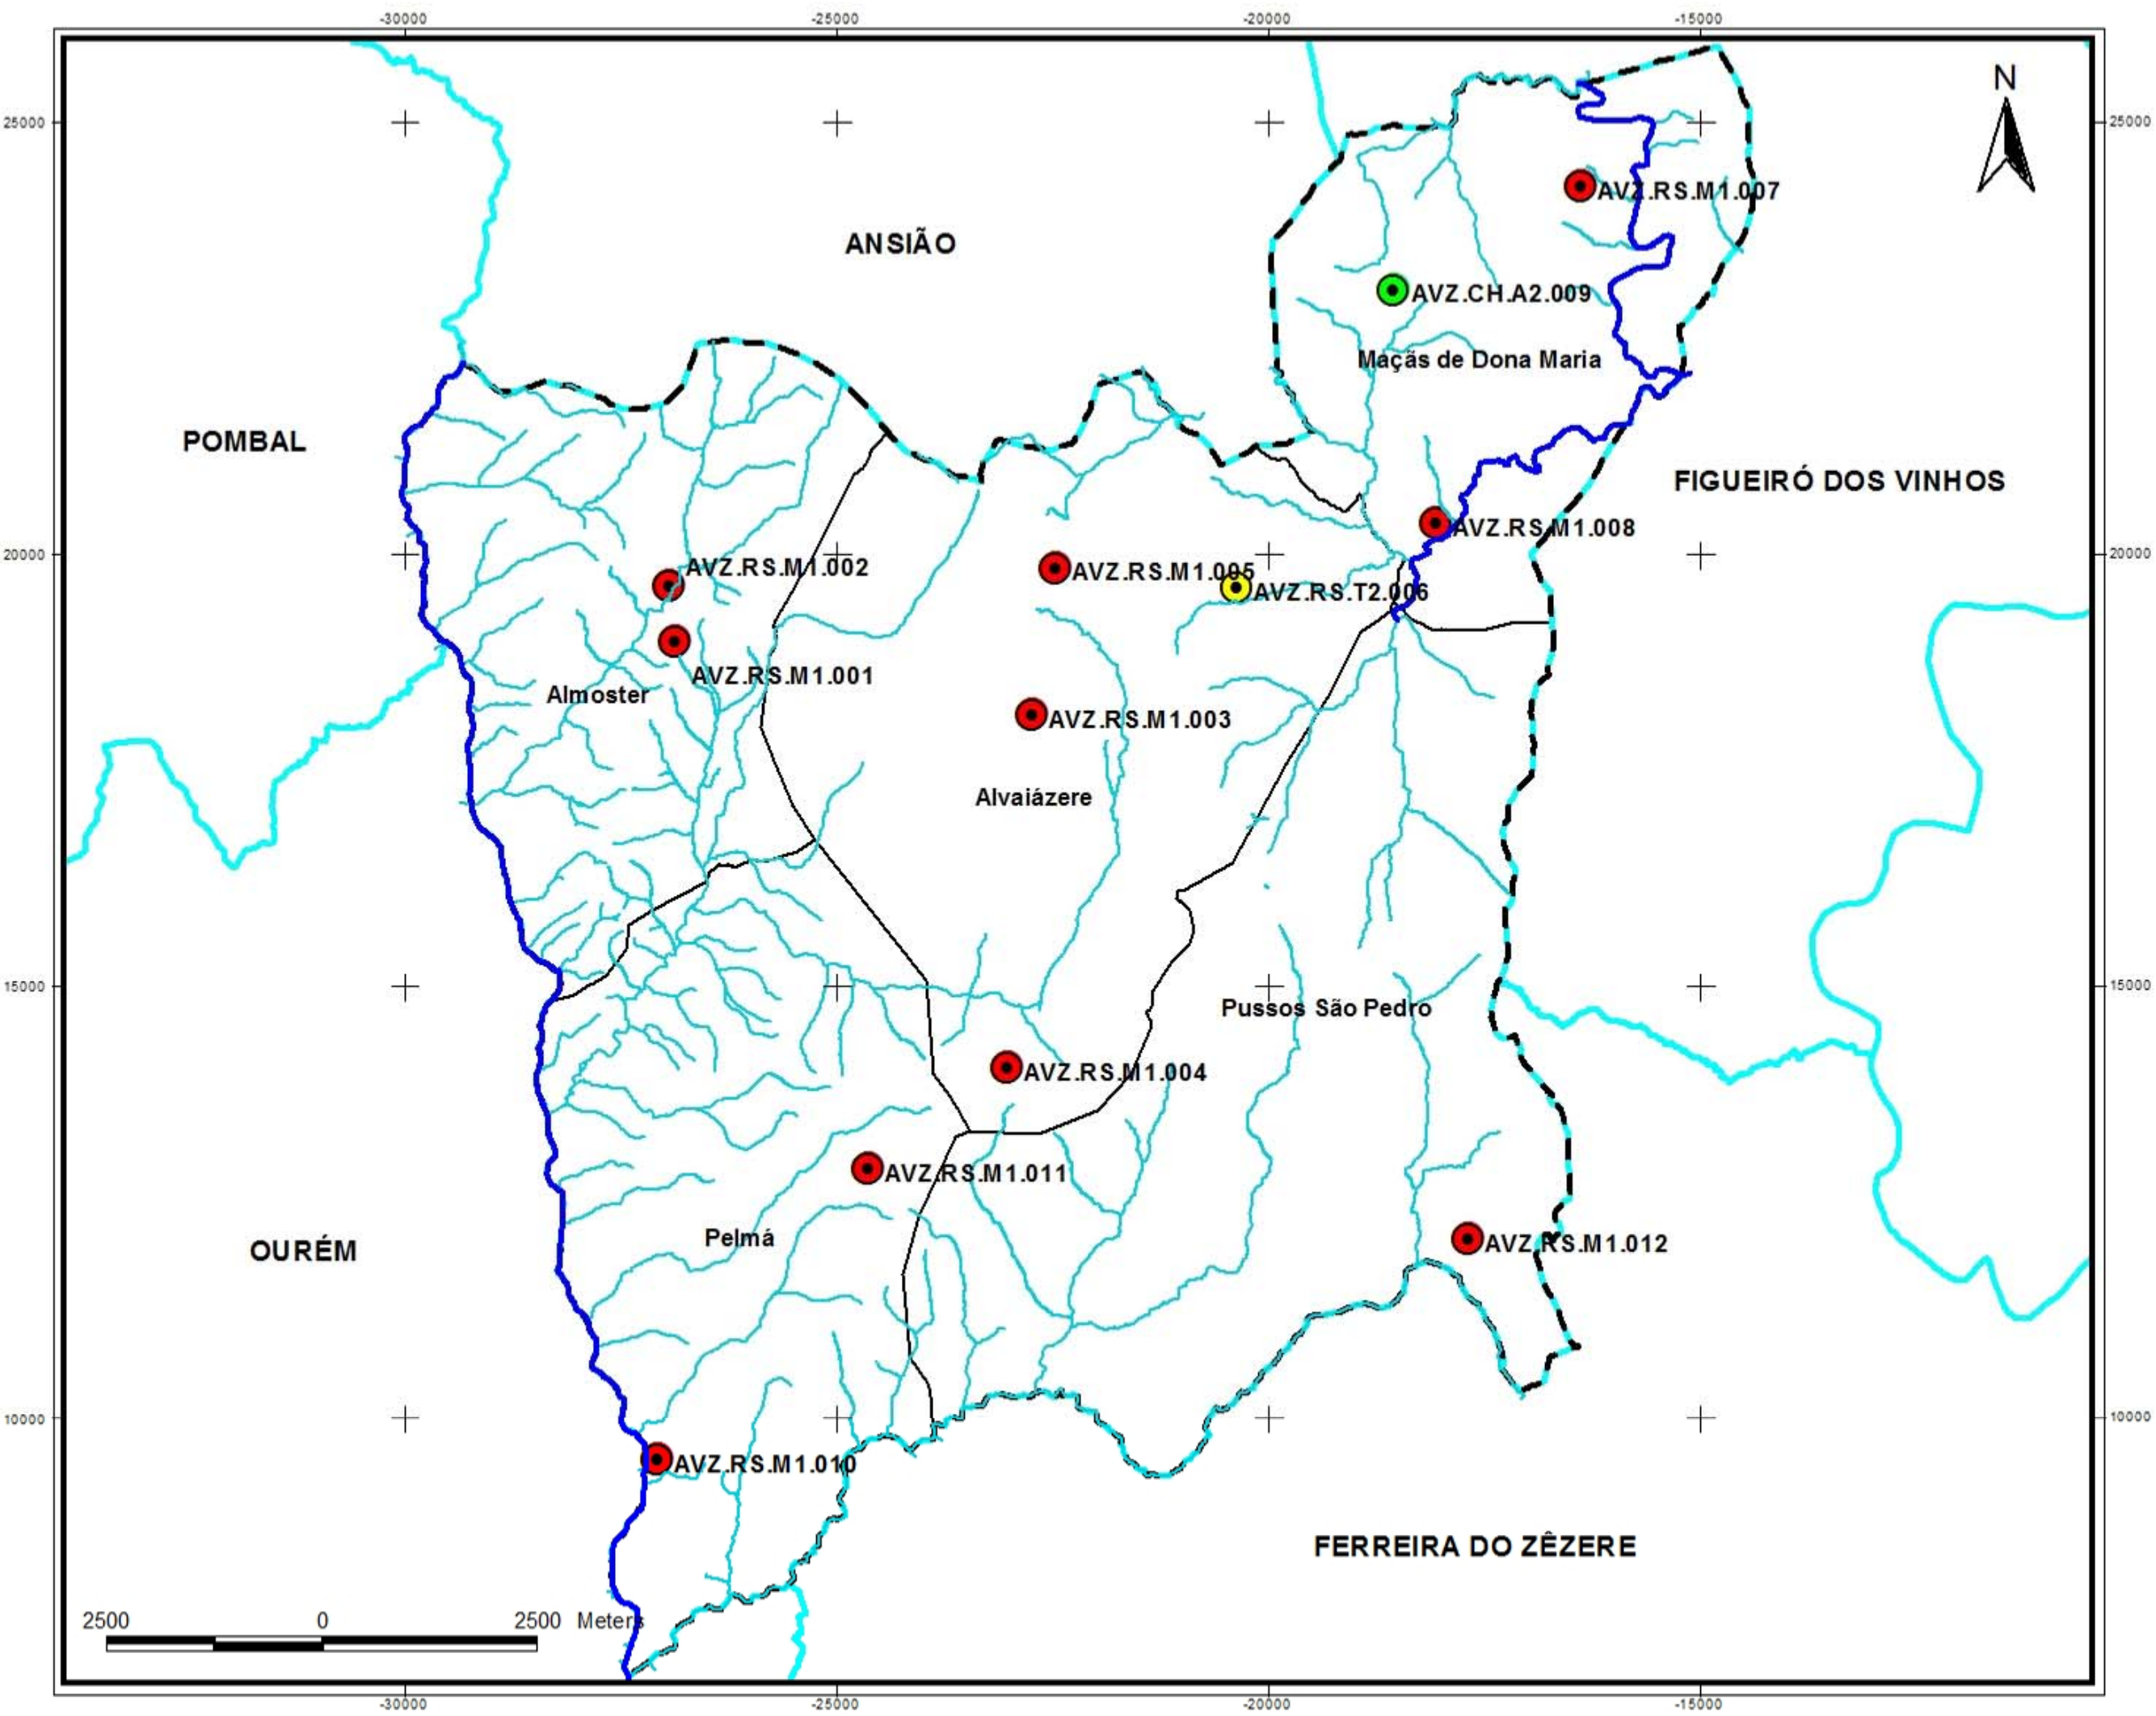 -30000 -25000 -20000 -15000
N
25000 25000
AVZ.RS.M1.007
ANSIÃO
AVZ.CH.A2.009
Maçãs de Dona Maria
POMBAL
FIGUEIRÓ DOS VINHOS
AVZ.RS.M1.008
20000 20000
AVZ.RS.M1.002
AVZ.RS.M1.005
AVZ.RS.T2.006
AVZ.RS.M1.001
Almoster
AVZ.RS.M1.003
Alvaiázere
15000 15000
Pussos São Pedro
AVZ.RS.M1.004
AVZ.RS.M1.011
Pelmá
OURÉM
AVZ.RS.M1.012
10000 10000
AVZ.RS.M1.010
FERREIRA DO ZÊZERE
2500 0 2500 Meters
-30000 -25000 -20000 -15000